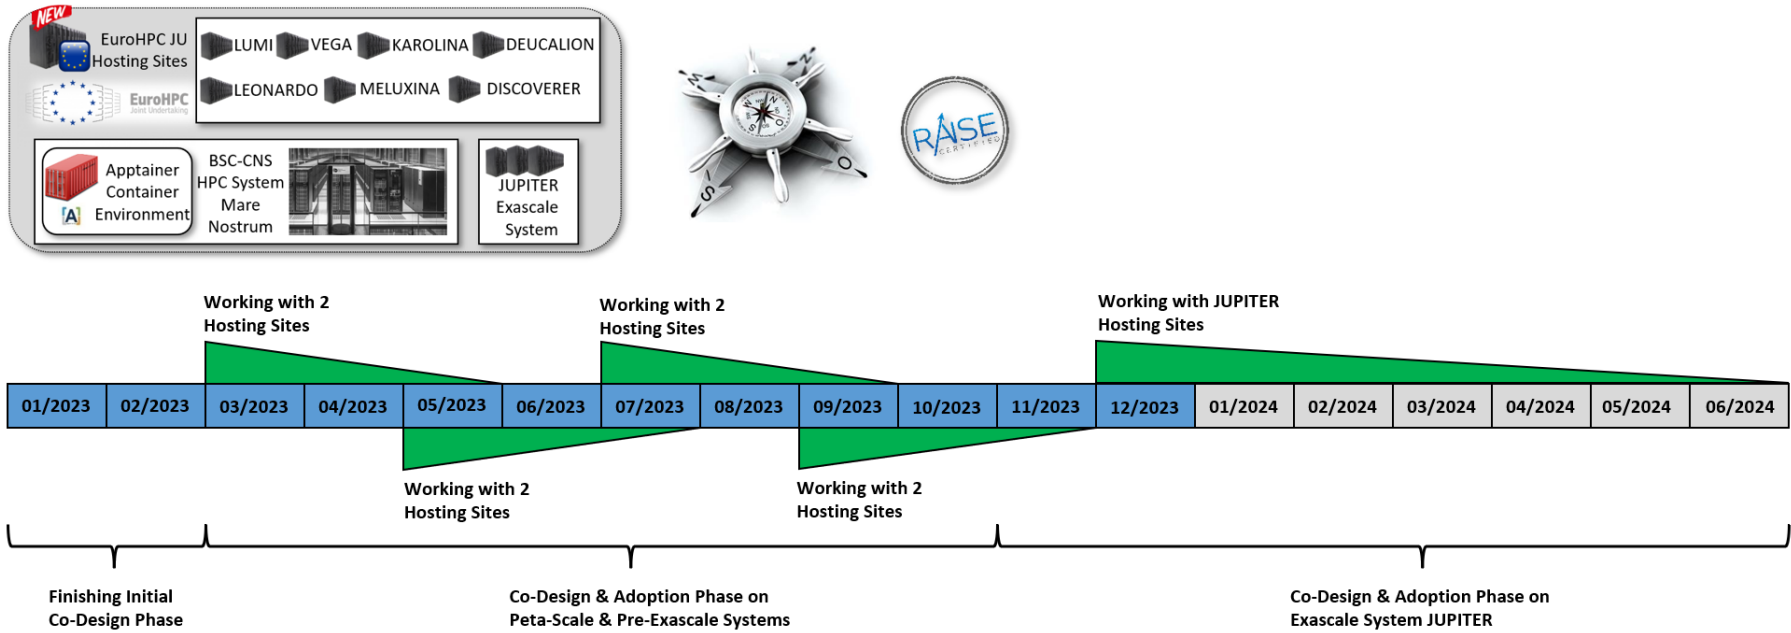 NEW
EuroHPC JU
Hosting Sites
EuroHPC
Joint Undertaking
LUMI VEGA KAROLINA DEUCALION
LEONARDO MELUXINA DISCOVERER
Apptainer
Container
Environment
[A]
BSC-CNS
HPC System
Mare
Nostrum
JUPITER
Exascale
System
N
O
S
RAISE
CERTIFIED
Working with 2
Hosting Sites
Working with 2
Hosting Sites
Working with JUPITER
Hosting Sites
01/2023 02/2023 03/2023 04/2023 05/2023 06/2023 07/2023 08/2023 09/2023 10/2023 11/2023 12/2023 01/2024 02/2024 03/2024 04/2024 05/2024 06/2024
Working with 2
Hosting Sites
Working with 2
Hosting Sites
Finishing Initial
Co-Design Phase
Co-Design & Adoption Phase on
Peta-Scale & Pre-Exascale Systems
Co-Design & Adoption Phase on
Exascale System JUPITER